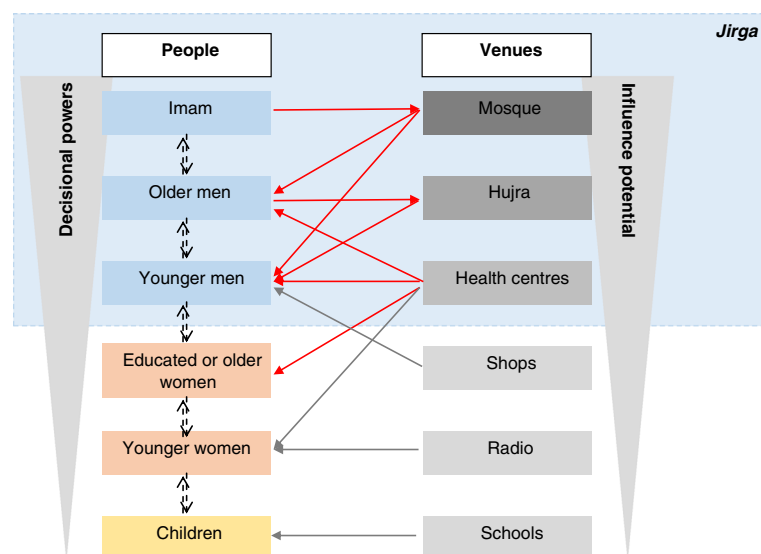 Jirga
People
Venues
Decisional powers
Influence potential
Imam
Mosque
Older men
Hujra
Younger men
Health centres
Educated or older
women
Shops
Younger women
Radio
Children
Schools